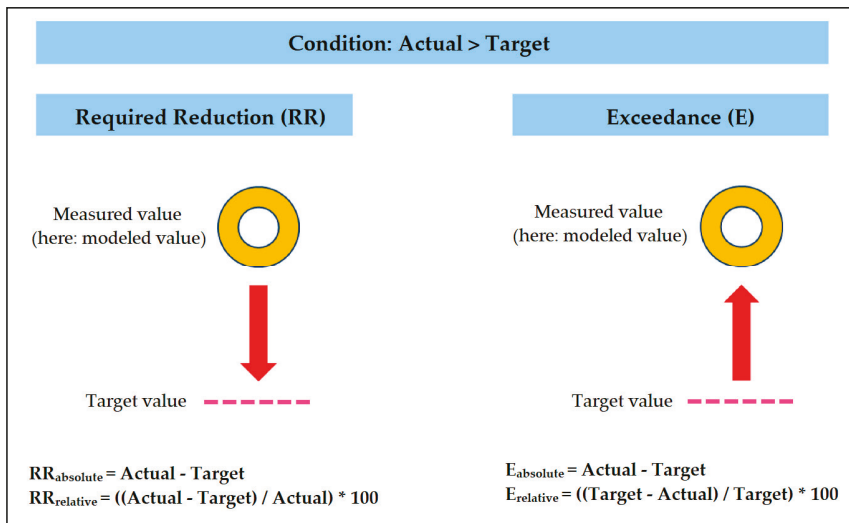 Condition: Actual > Target
Required Reduction (RR)
Measured value
(here: modeled value)
Target value
RRabsolute = Actual - Target
RRrelative = ((Actual - Target) / Actual) * 100
Exceedance (E)
Measured value
(here: modeled value)
Target value
Eabsolute = Actual - Target
Erelative = ((Target - Actual) / Target) * 100